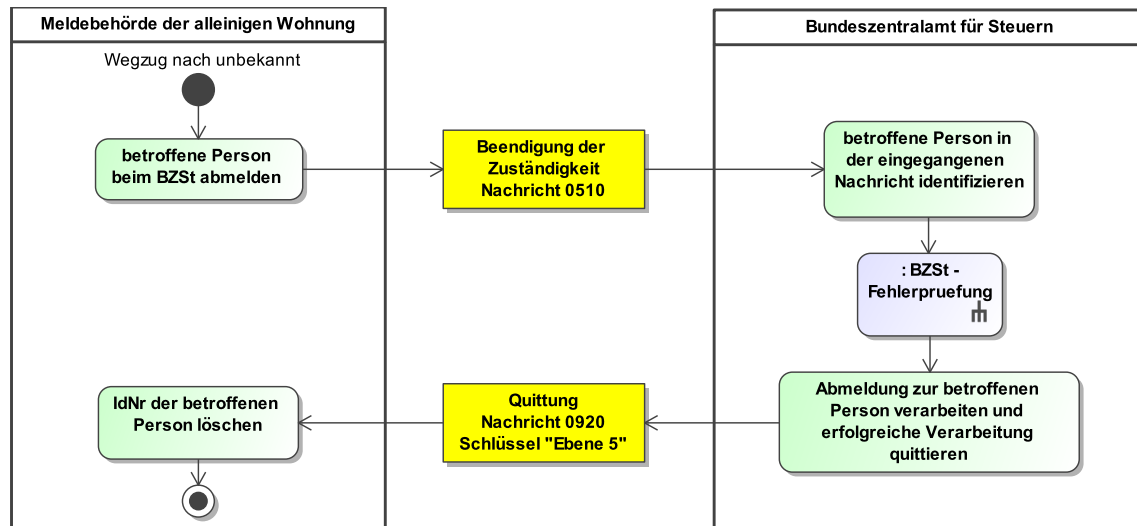 Meldebehörde der alleinigen Wohnung
Bundeszentralamt für Steuern
Wegzug nach unbekannt
betroffene Person
beim BZSt abmelden
Beendigung der
Zuständigkeit
Nachricht 0510
betroffene Person in
der eingegangenen
Nachricht identifizieren
: BZSt -
Fehlerpruefung
Abmeldung zur betroffenen
Person verarbeiten und
erfolgreiche Verarbeitung
quittieren
Quittung
Nachricht 0920
Schlüssel "Ebene 5"
IdNr der betroffenen
Person löschen